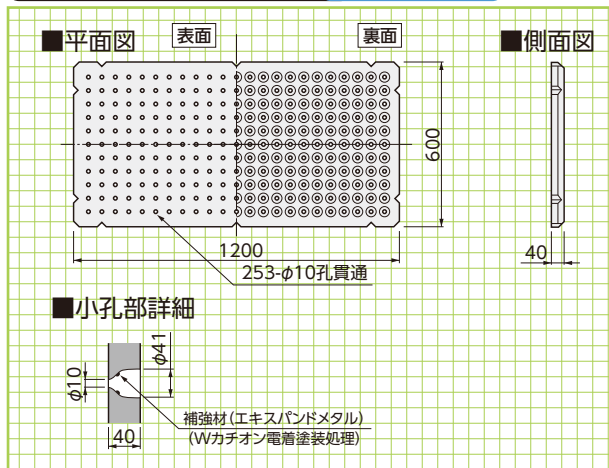 ■平面図
表面
裏面
■側面図
600
1200
40
253-φ10孔貫通
■小孔部詳細
φ41
φ10
40
補強材(エキスパンドメタル)
(Wカチオン電着塗装処理)